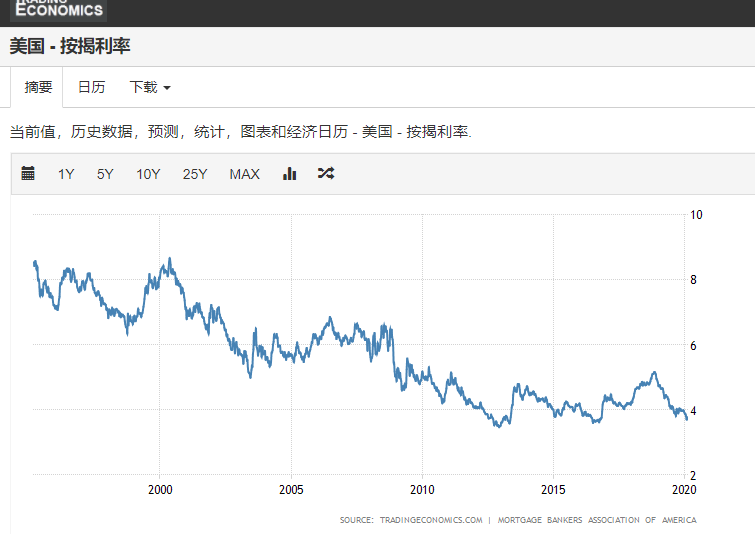 TRADING
ECONOMICS
美国 - 按揭利率
摘要 日历 下载
当前值，历史数据，预测，统计，图表和经济日历 - 美国 - 按揭利率.
1Y 5Y 10Y 25Y MAX
10
8
6
4
2
2000 2005 2010 2015 2020
SOURCE: TRADINGECONOMICS.COM | MORTGAGE BANKERS ASSOCIATION OF AMERICA